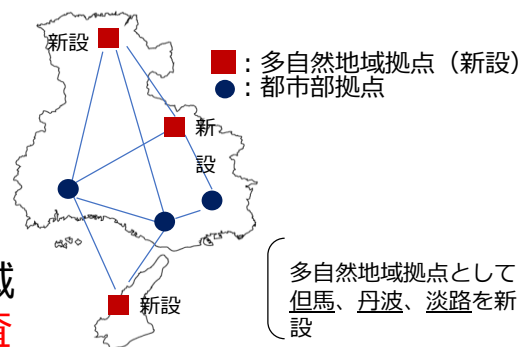 新設
：多自然地域拠点（新設）
：都市部拠点
新
設
新設
域
査
多自然地域拠点として
但馬、丹波、淡路を新
設